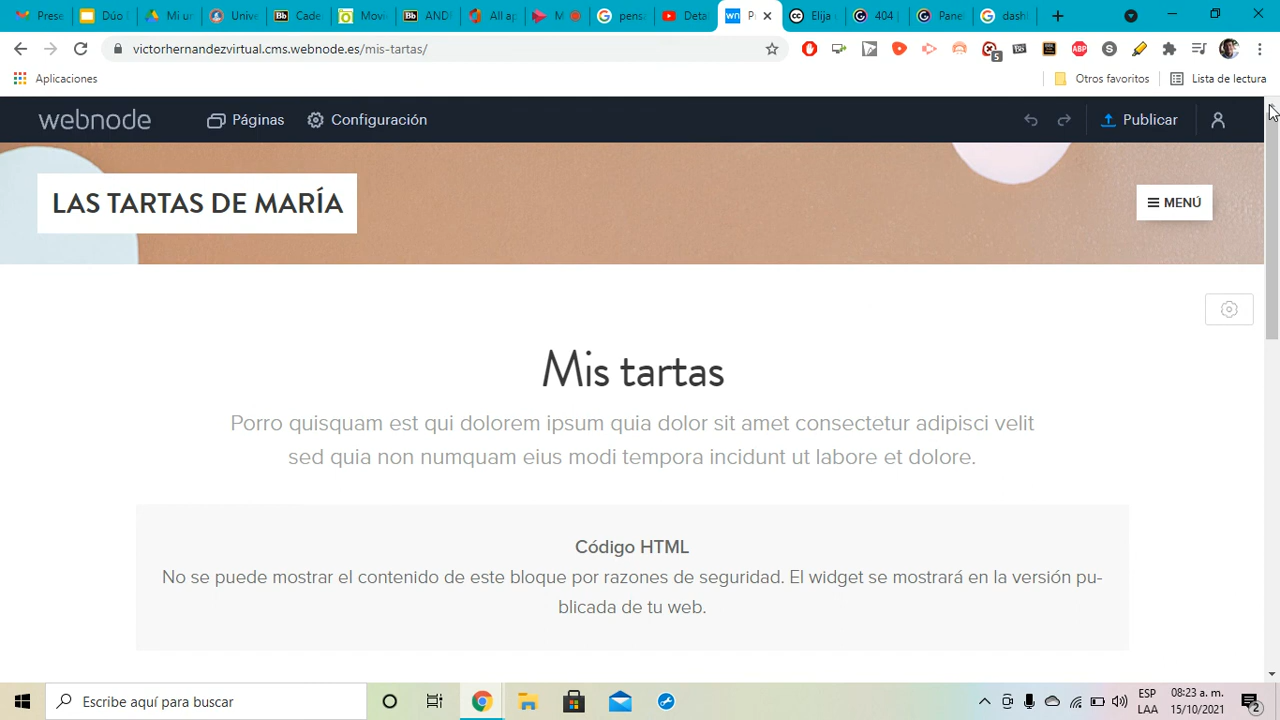 Prese
Dúo
Mi un
Unive
Cade
Movi
ANDI
All ap
M
pensa
Deta
P
Elija
404
Pane
dash
victorhernandezvirtual.cms.webnode.es/mis-tartas/
5
ABP
Aplicaciones
Otros favoritos
Lista de lectura
webnode
Páginas
Configuración
Publicar
LAS TARTAS DE MARÍA
MENÚ
Mis tartas
Porro quisquam est qui dolorem ipsum quia dolor sit amet consectetur adipisci velit
sed quia non numquam eius modi tempora incidunt ut labore et dolore.
Código HTML
No se puede mostrar el contenido de este bloque por razones de seguridad. El widget se mostrará en la versión pu-
blicada de tu web.
Escribe aquí para buscar
ESP
LAA
08:23 a. m.
15/10/2021
2